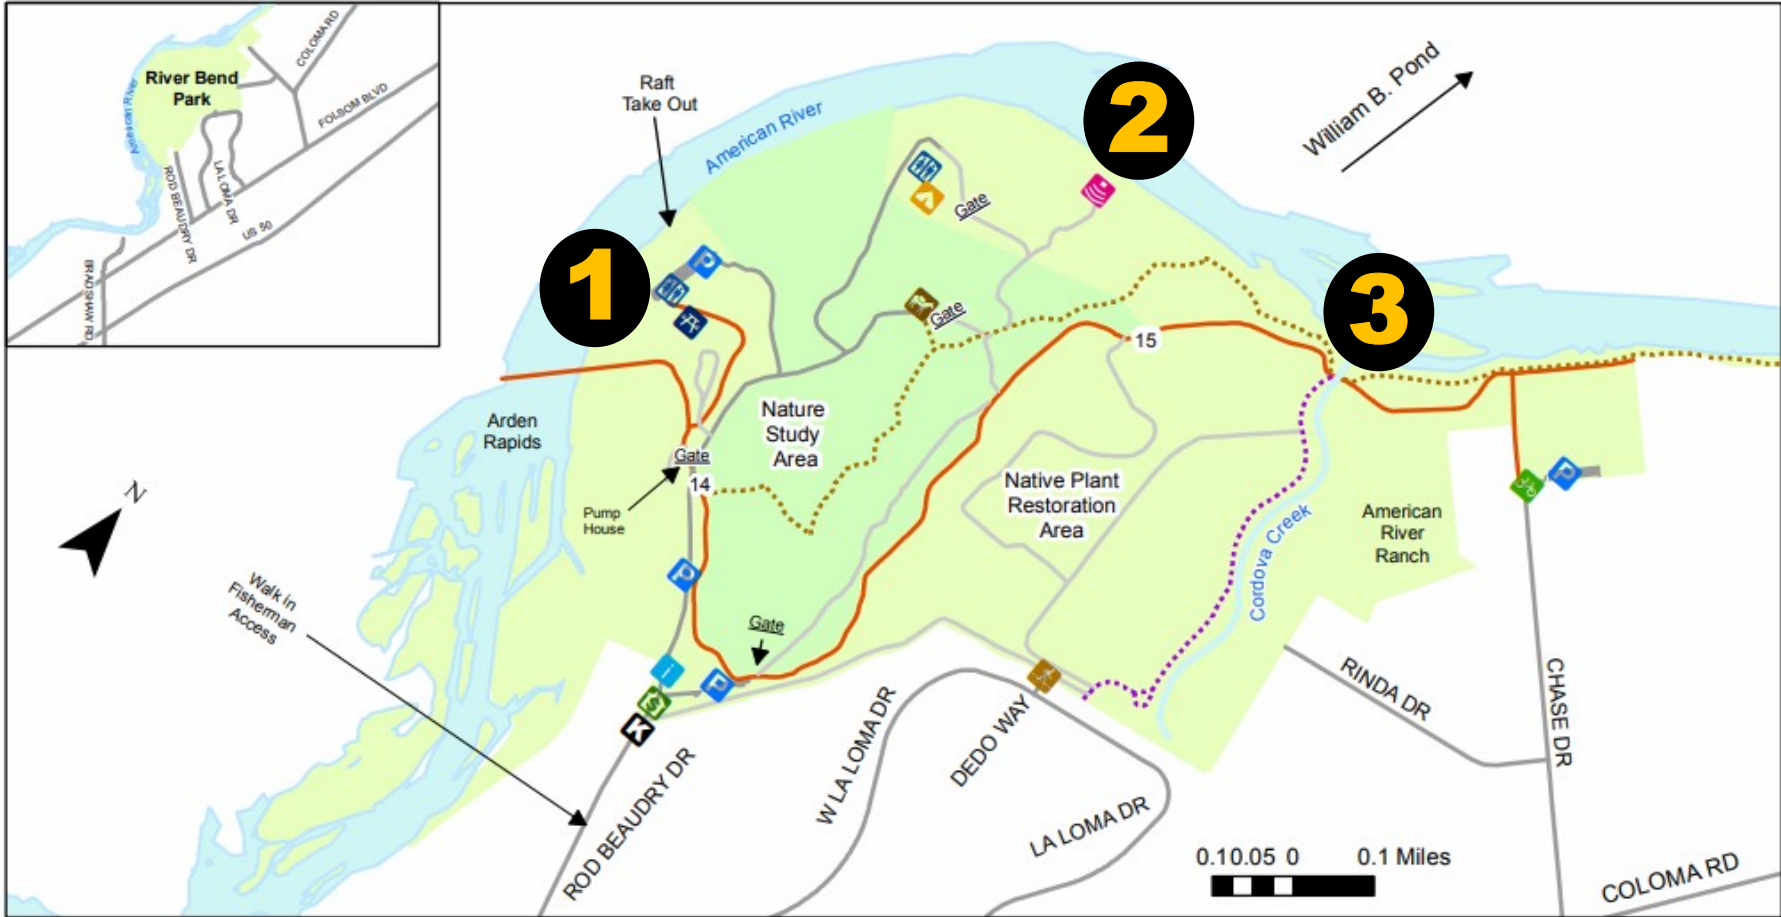 River Bend
Park
American River
COLOMA RD
FOLSOM BLVD
LA LOMA DR
ROD BEAUDRY DR
US 50
BRADSHAW RD
Raft
Take Out
American River
William B. Pond
1
2
3
Gate
Gate
15
Arden
Rapids
Nature
Study
Area
Gate
14
Pump
House
Native Plant
Restoration
Area
American
River
Ranch
Cordova Creek
N
Walk in
Fisherman
Access
Gate
P
P
P
P
i
$
K
ROD BEAUDRY DR
W LA LOMA DR
DEDO WAY
LA LOMA DR
RINDA DR
CHASE DR
COLOMA RD
0.10.05 0 0.1 Miles